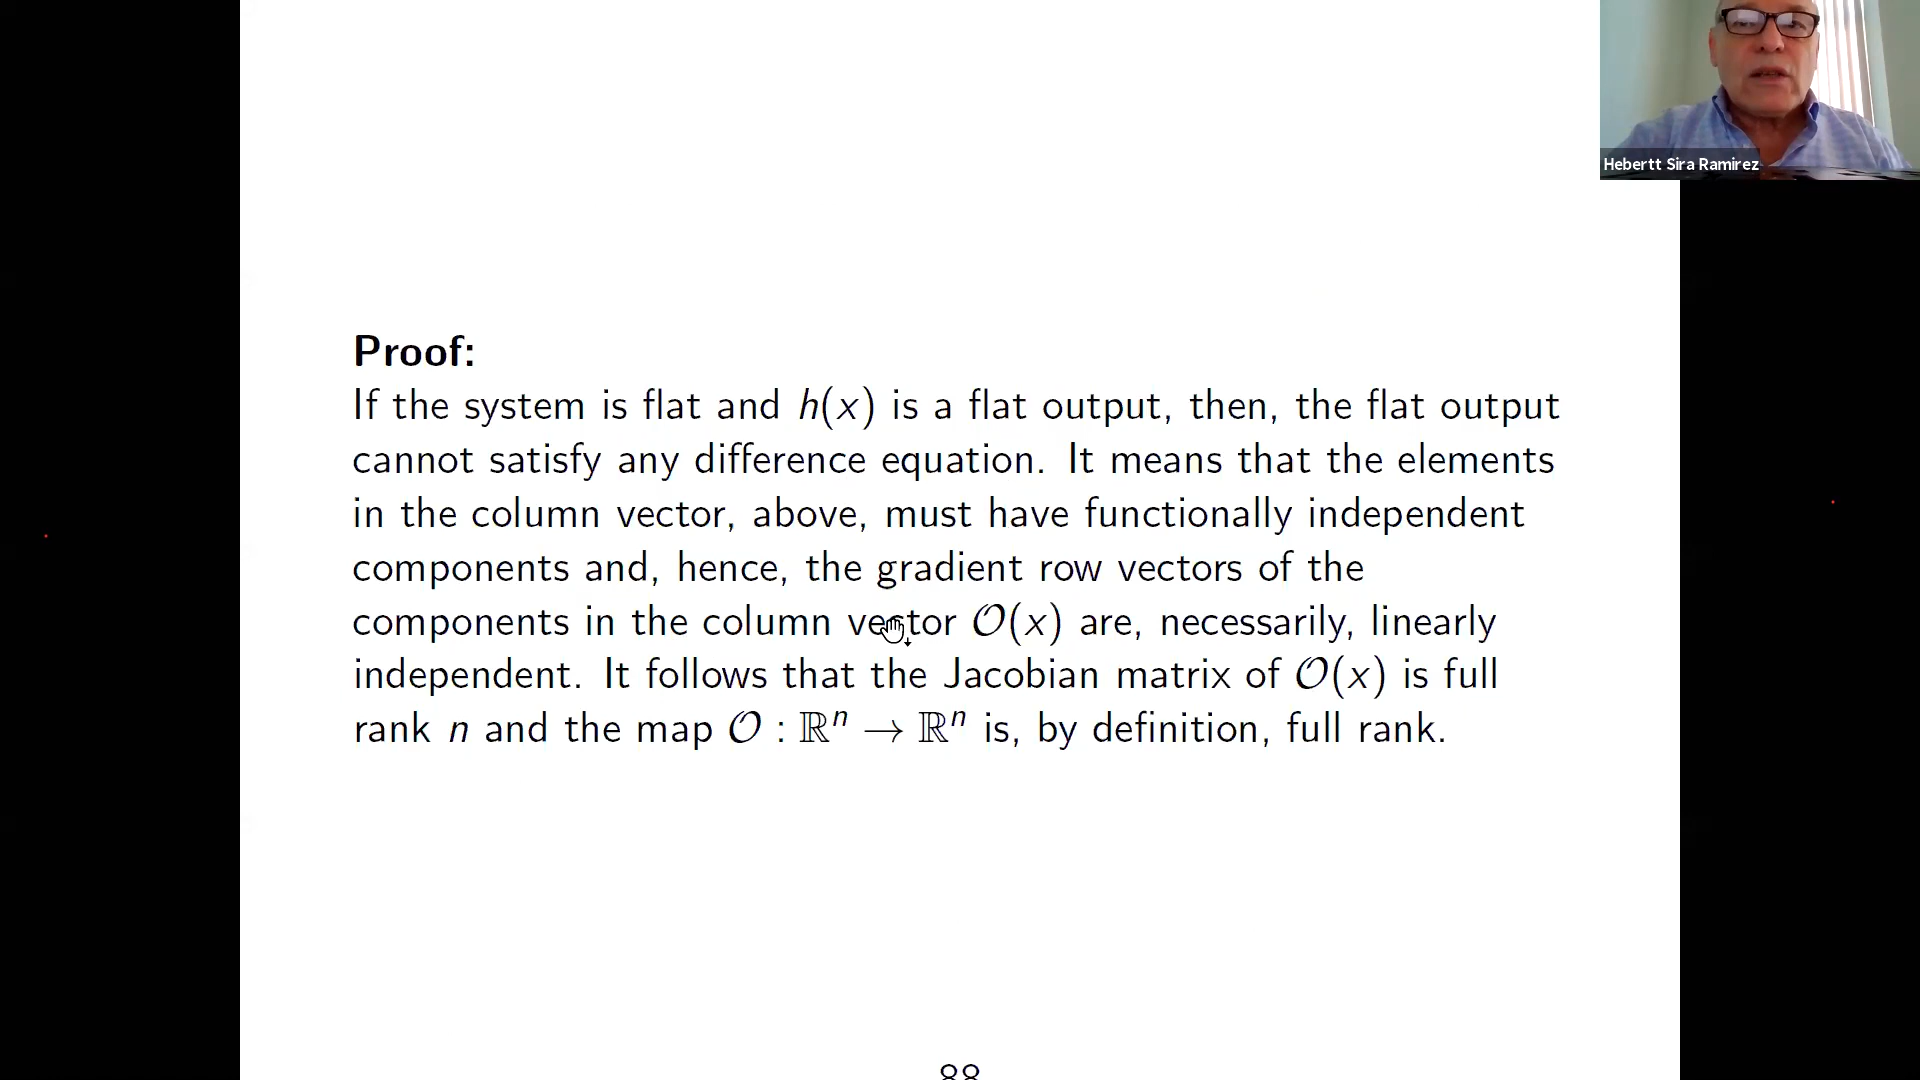 Hebertt Sira Ramirez
Proof:
If the system is flat and h(x) is a flat output, then, the flat output
cannot satisfy any difference equation. It means that the elements
in the column vector, above, must have functionally independent
components and, hence, the gradient row vectors of the
components in the column vector 𝒪(x) are, necessarily, linearly
independent. It follows that the Jacobian matrix of 𝒪(x) is full
rank n and the map 𝒪 : ℝⁿ → ℝⁿ is, by definition, full rank.
88